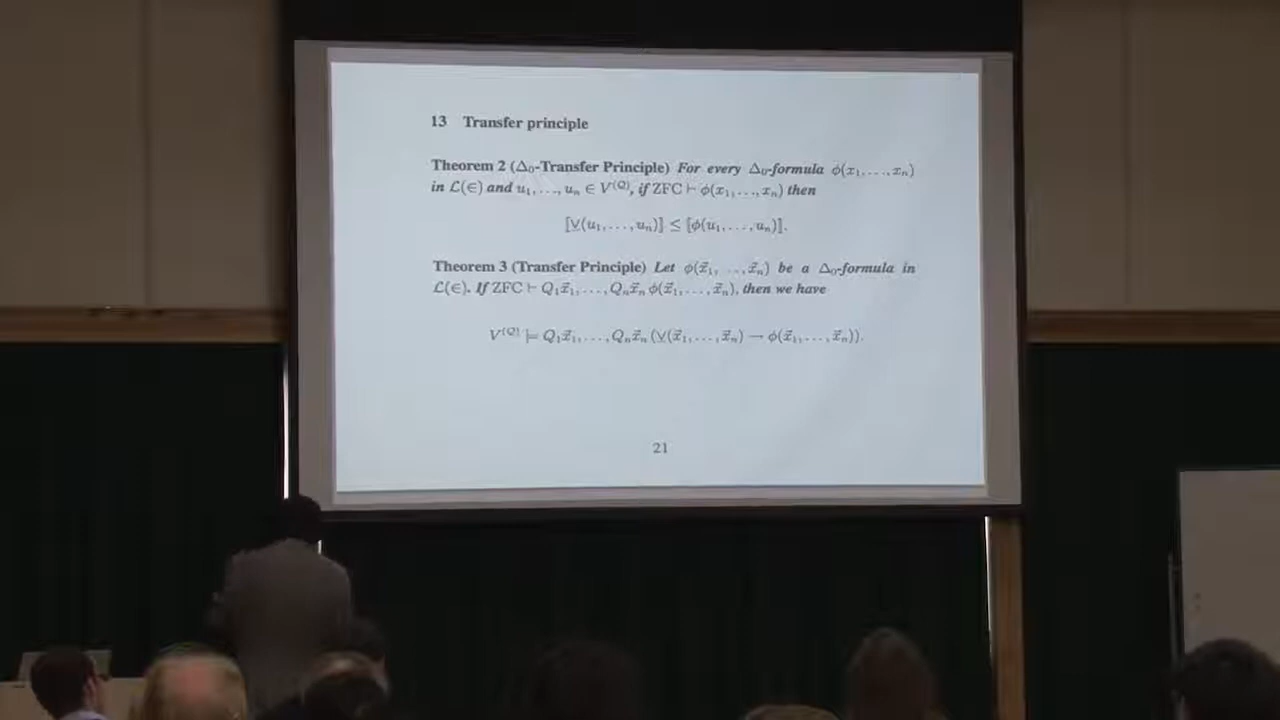 13 Transfer principle
Theorem 2 (Δ₀-Transfer Principle) For every Δ₀-formula ϕ(x₁,...,xₙ)
in ℒ(∈) and u₁,...,uₙ ∈ V⁽Q⁾, if ZFC ⊢ ϕ(x₁,...,xₙ) then
⟦⊻(u₁,...,uₙ)⟧ ≤ ⟦ϕ(u₁,...,uₙ)⟧.
Theorem 3 (Transfer Principle) Let ϕ(x⃗₁, ...,x⃗ₙ) be a Δ₀-formula in
ℒ(∈). If ZFC ⊢ Q₁x⃗₁,...,Qₙx⃗ₙ ϕ(x⃗₁,...,x⃗ₙ), then we have
V⁽Q⁾ ⊨ Q₁x⃗₁,...,Qₙx⃗ₙ (⊻(x⃗₁,...,x⃗ₙ) → ϕ(x⃗₁,...,x⃗ₙ)).
21